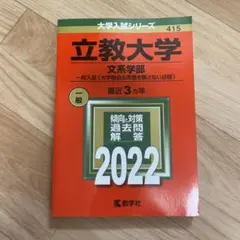 大学入試シリーズ
415
立教大学
文系学部
一般入試〈大学独自の英語を課さない日程〉
最近3カ年
一般
傾向と対策
過去問
解答
2022
教学社